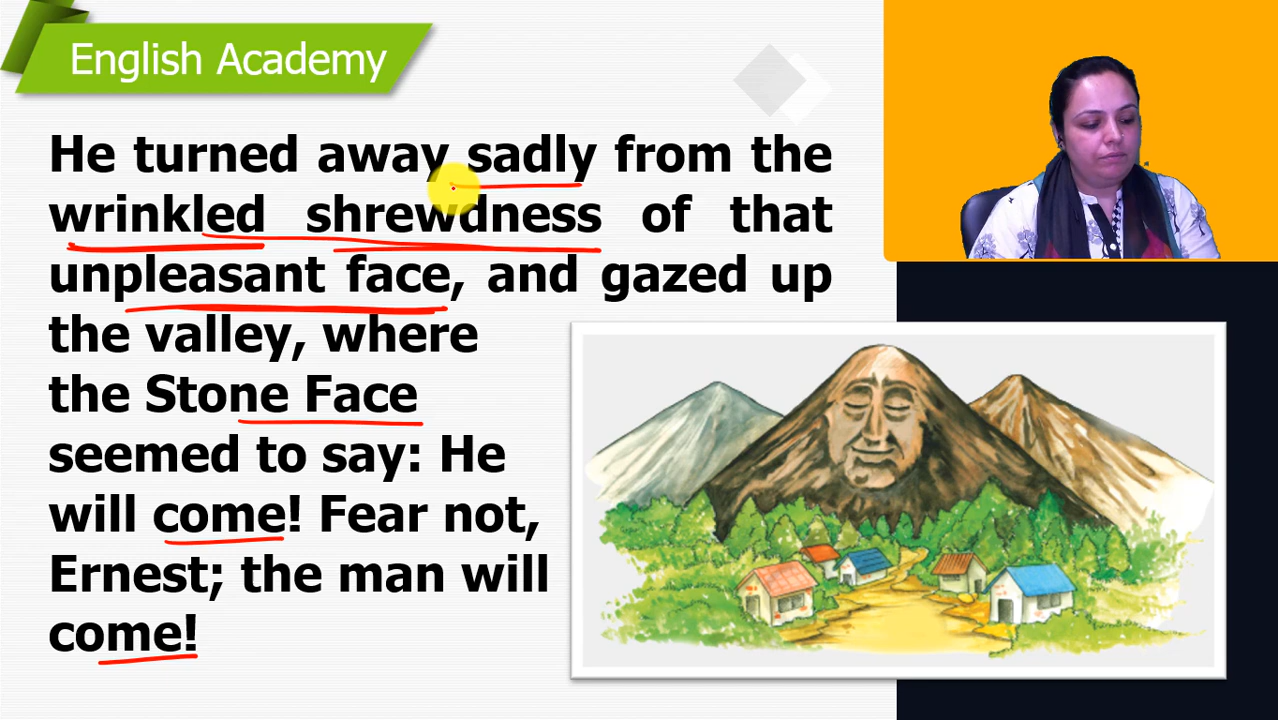 English Academy
He turned away sadly from the
wrinkled shrewdness of that
unpleasant face, and gazed up
the valley, where
the Stone Face
seemed to say: He
will come! Fear not,
Ernest; the man will
come!